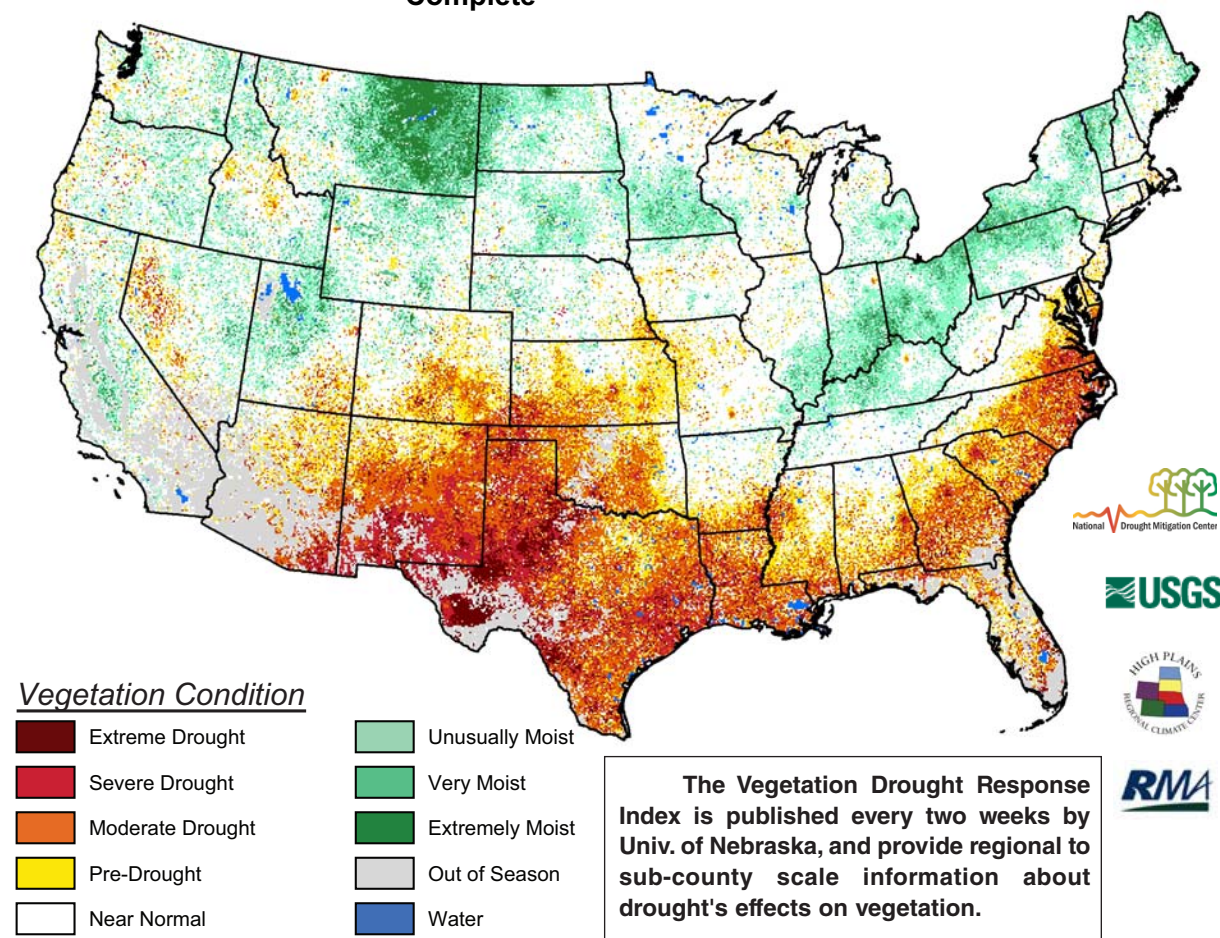 Complete
National Drought Mitigation Center
USGS
HIGH PLAINS
REGIONAL CLIMATE CENTER
RMA
Vegetation Condition
Extreme Drought
Severe Drought
Moderate Drought
Pre-Drought
Near Normal
Unusually Moist
Very Moist
Extremely Moist
Out of Season
Water
The Vegetation Drought Response
Index is published every two weeks by
Univ. of Nebraska, and provide regional to
sub-county scale information about
drought's effects on vegetation.